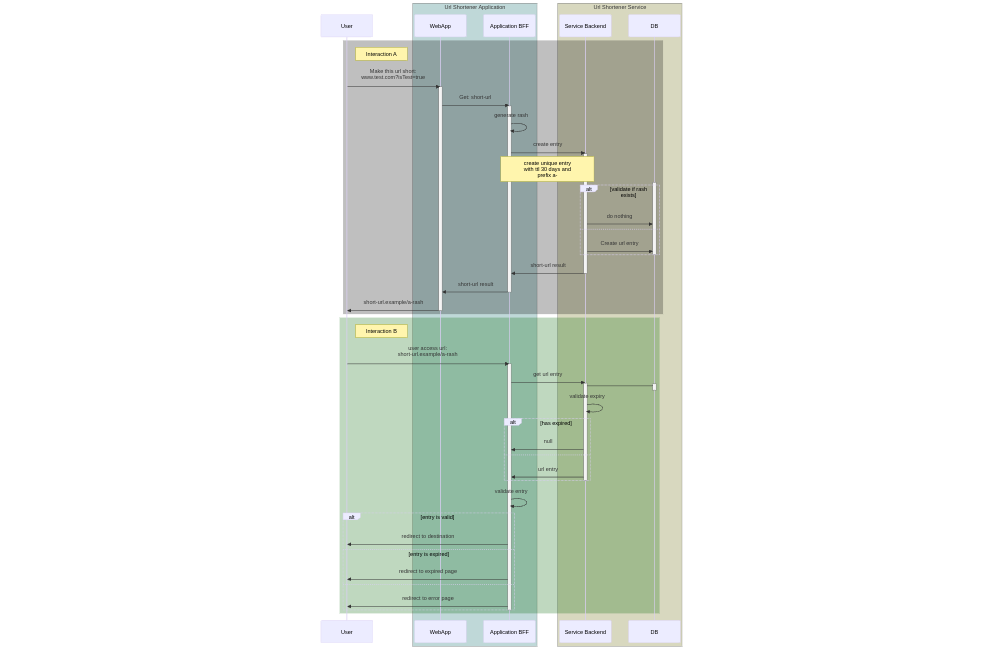 Url Shortener Application
Url Shortener Service
User
WebApp
Application BFF
Service Backend
DB
Interaction A
Make this url short:
www.test.com?isTest=true
Get: short-url
generate hash
create entry
create unique entry
with ttl 30 days and
prefix a-
alt
[validate if hash
exists]
do nothing
Create url entry
short-url result
short-url result
short-url.example/a-hash
Interaction B
user access url:
short-url.example/a-hash
get url entry
validate expiry
alt
[has expired]
null
url entry
validate entry
alt
[entry is valid]
redirect to destination
[entry is expired]
redirect to expired page
redirect to error page
User
WebApp
Application BFF
Service Backend
DB